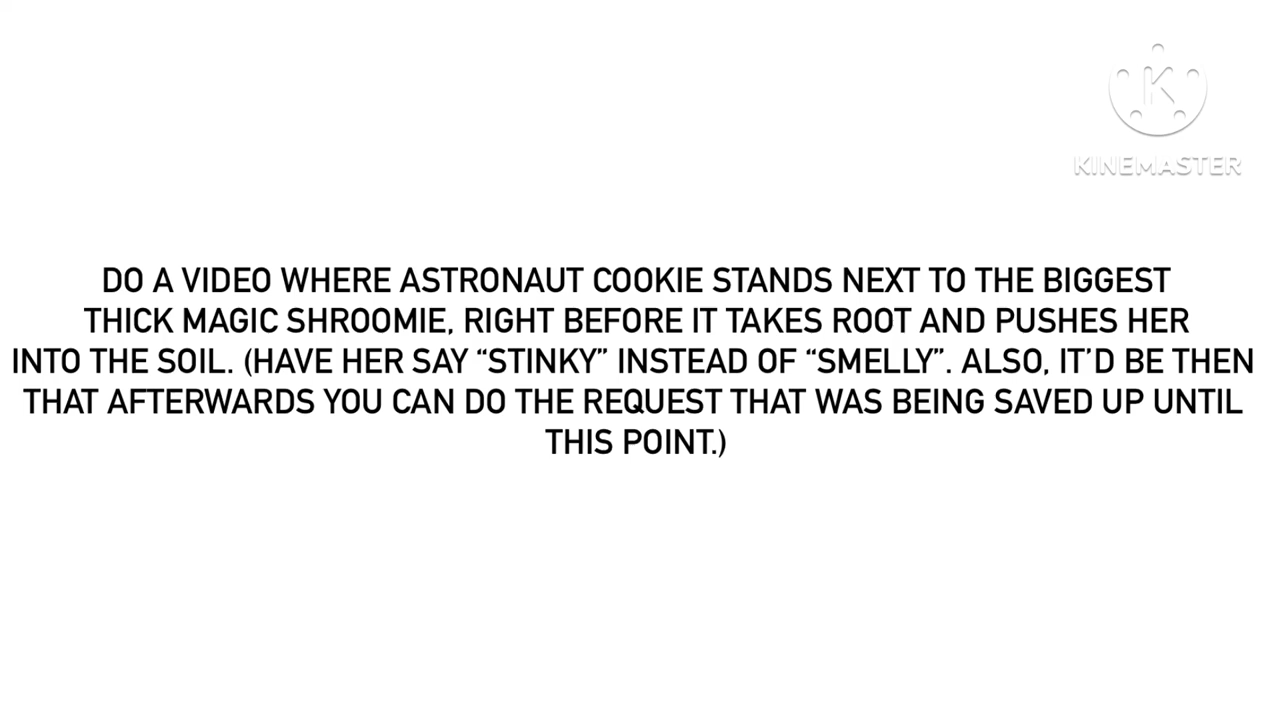 KINEMASTER
DO A VIDEO WHERE ASTRONAUT COOKIE STANDS NEXT TO THE BIGGEST
THICK MAGIC SHROOMIE, RIGHT BEFORE IT TAKES ROOT AND PUSHES HER
INTO THE SOIL. (HAVE HER SAY “STINKY” INSTEAD OF “SMELLY”. ALSO, IT’D BE THEN
THAT AFTERWARDS YOU CAN DO THE REQUEST THAT WAS BEING SAVED UP UNTIL
THIS POINT.)